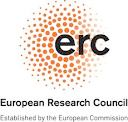 erc
European Research Council
Established by the European Commission